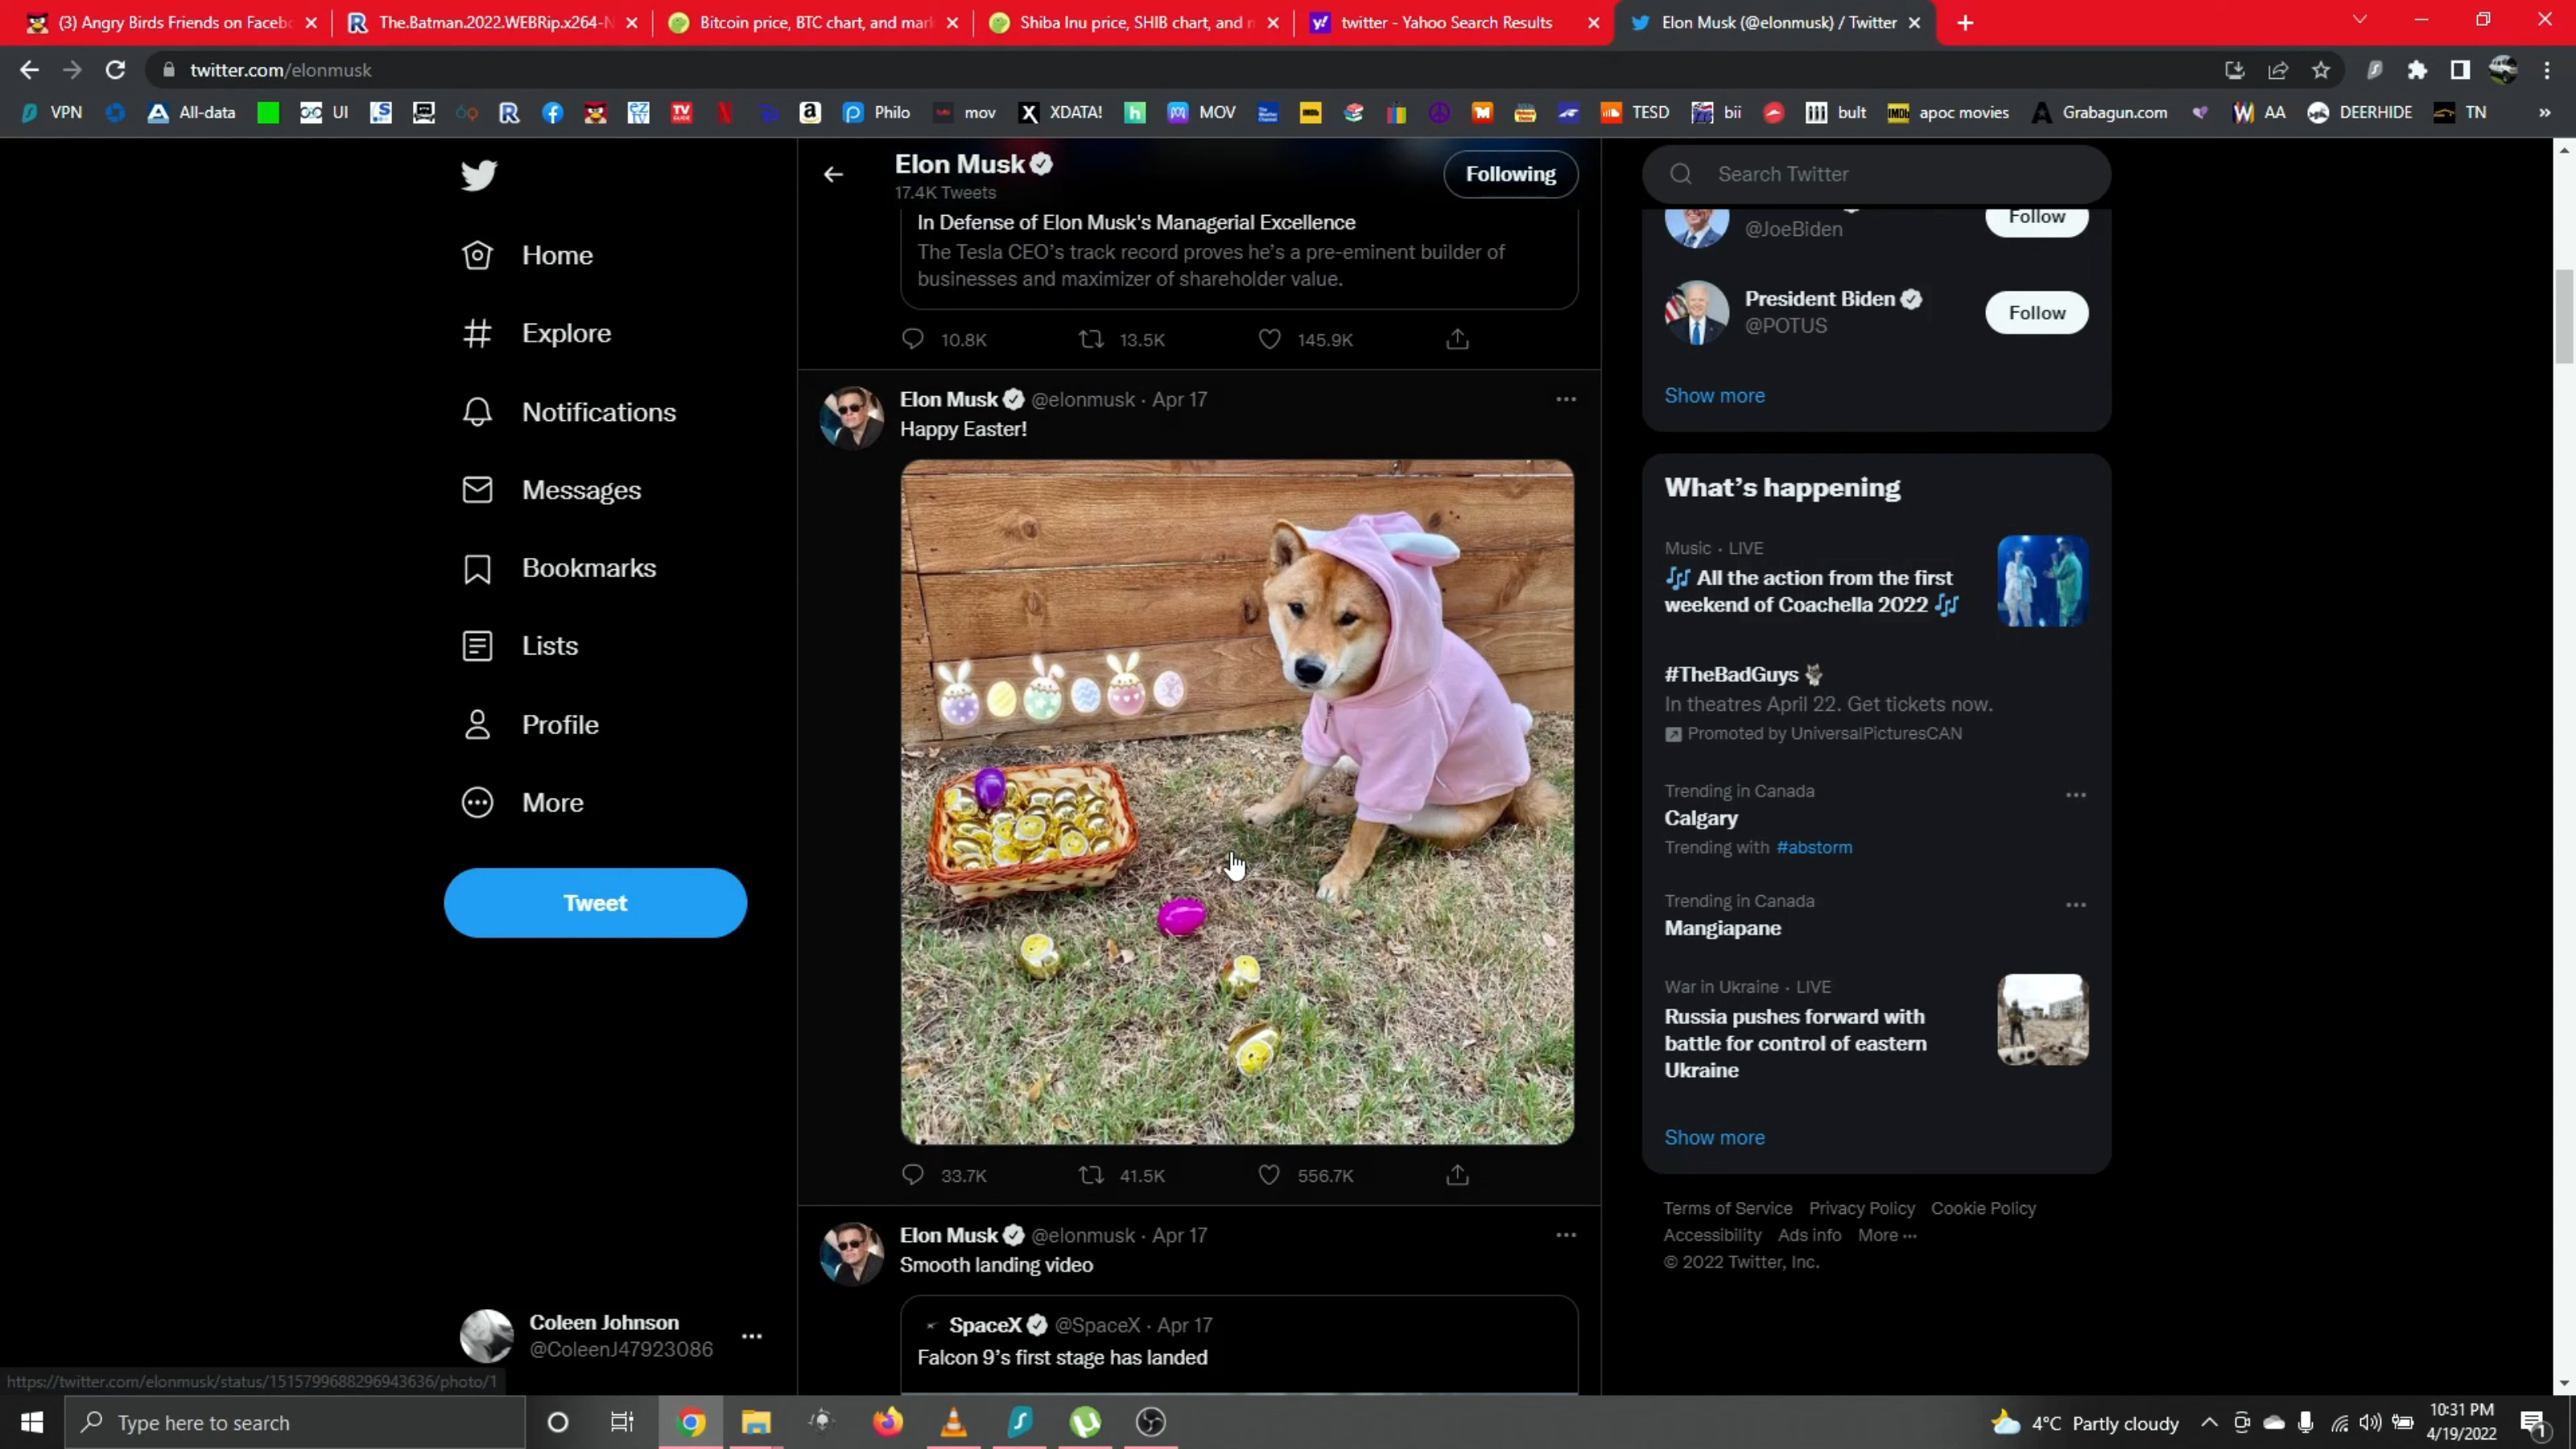 (3) Angry Birds Friends on Facebo
The.Batman.2022.WEBRip.x264-N
Bitcoin price, BTC chart, and mark
Shiba Inu price, SHIB chart, and m
twitter - Yahoo Search Results
Elon Musk (@elonmusk) / Twitter
twitter.com/elonmusk
VPN
All-data
UI
Philo
mov
XDATA!
MOV
TESD
bii
bult
apoc movies
Grabagun.com
AA
DEERHIDE
TN
Home
Explore
Notifications
Messages
Bookmarks
Lists
Profile
More
Tweet
Coleen Johnson
@ColeenJ47923086
Elon Musk
17.4K Tweets
Following
In Defense of Elon Musk's Managerial Excellence
The Tesla CEO's track record proves he's a pre-eminent builder of
businesses and maximizer of shareholder value.
10.8K 13.5K 145.9K
Elon Musk @elonmusk · Apr 17
Happy Easter!
33.7K 41.5K 556.7K
Elon Musk @elonmusk · Apr 17
Smooth landing video
SpaceX @SpaceX · Apr 17
Falcon 9's first stage has landed
Search Twitter
@JoeBiden
Follow
President Biden
@POTUS
Follow
Show more
What's happening
Music · LIVE
All the action from the first
weekend of Coachella 2022
#TheBadGuys
In theatres April 22. Get tickets now.
Promoted by UniversalPicturesCAN
Trending in Canada
Calgary
Trending with #abstorm
Trending in Canada
Mangiapane
War in Ukraine · LIVE
Russia pushes forward with
battle for control of eastern
Ukraine
Show more
Terms of Service Privacy Policy Cookie Policy
Accessibility Ads info More ···
© 2022 Twitter, Inc.
https://twitter.com/elonmusk/status/1515799688296943636/photo/1
Type here to search
4°C Partly cloudy
10:31 PM
4/19/2022
1